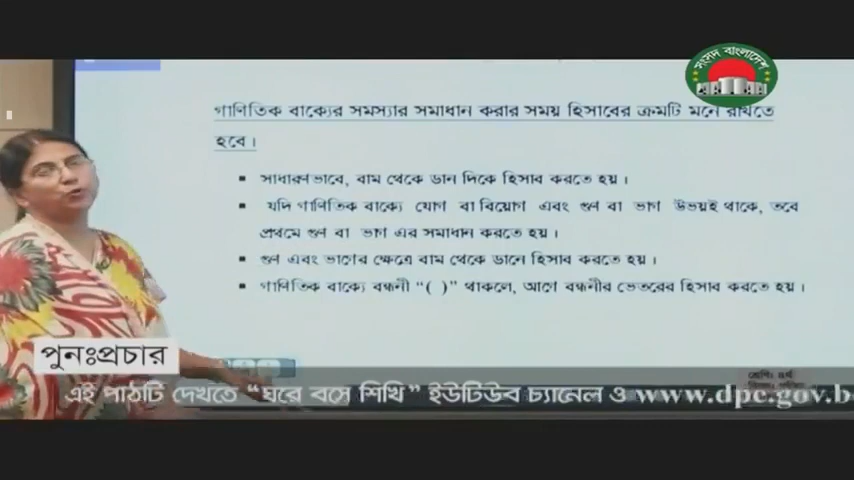 সংসদ বাংলাদেশ
গাণিতিক বাক্যের সমস্যার সমাধান করার সময় হিসাবের ক্রমটি মনে রাখতে
হবে।
▪ সাধারণভাবে, বাম থেকে ডান দিকে হিসাব করতে হয়।
▪ যদি গাণিতিক বাক্যে যোগ বা বিয়োগ এবং গুণ বা ভাগ উভয়ই থাকে, তবে
প্রথমে গুণ বা ভাগ এর সমাধান করতে হয়।
▪ গুণ এবং ভাগের ক্ষেত্রে বাম থেকে ডানে হিসাব করতে হয়।
▪ গাণিতিক বাক্যে বন্ধনী “( )” থাকলে, আগে বন্ধনীর ভেতরের হিসাব করতে হয়।
পুনঃপ্রচার
এই পাঠটি দেখতে “ঘরে বসে শিখি” ইউটিউব চ্যানেল ও www.dpc.gov.b